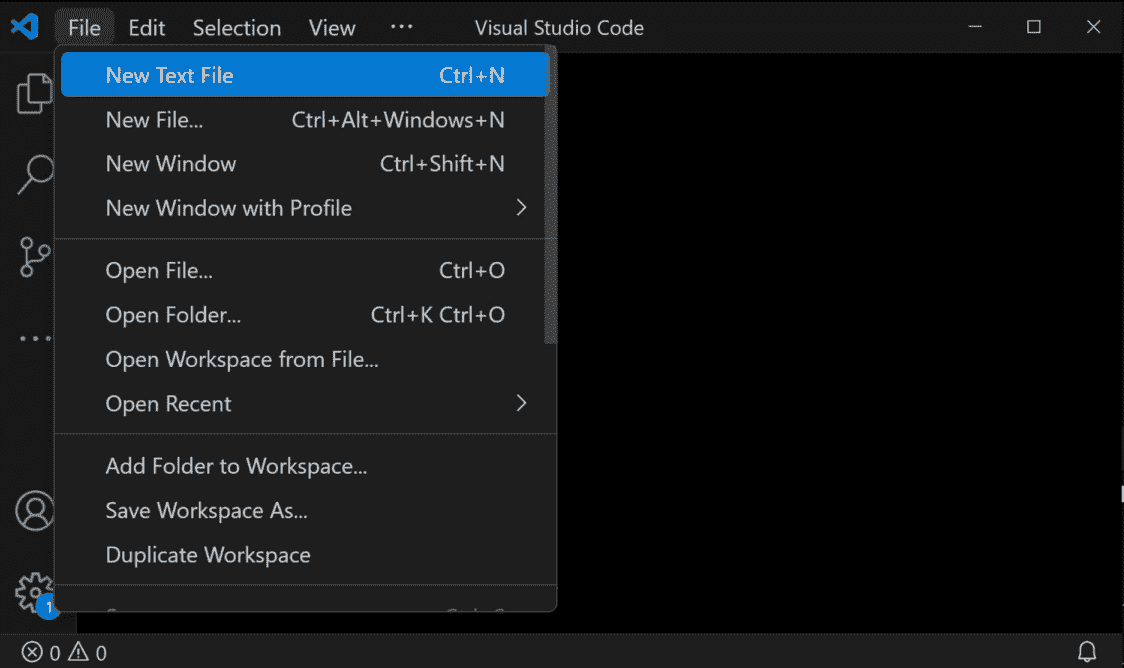 File Edit Selection View ··· Visual Studio Code
New Text File Ctrl+N
New File... Ctrl+Alt+Windows+N
New Window Ctrl+Shift+N
New Window with Profile
Open File... Ctrl+O
Open Folder... Ctrl+K Ctrl+O
Open Workspace from File...
Open Recent
Add Folder to Workspace...
Save Workspace As...
Duplicate Workspace
1
0 0